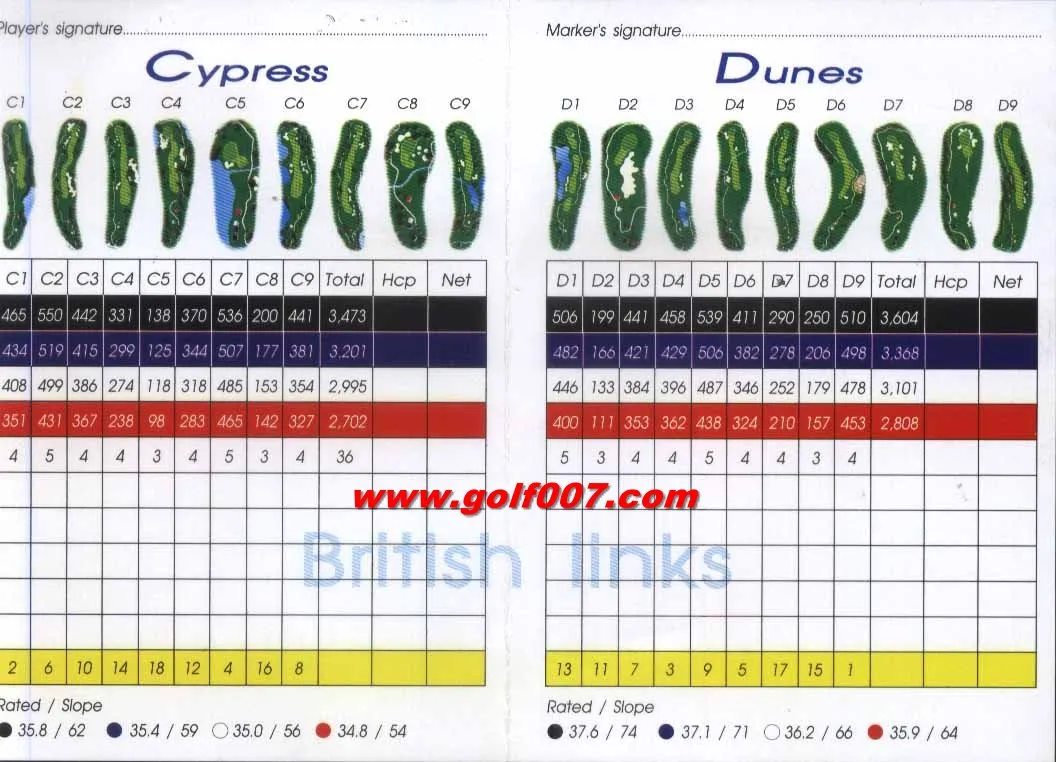 Player's signature
Cypress
C1 C2 C3 C4 C5 C6 C7 C8 C9
C1 C2 C3 C4 C5 C6 C7 C8 C9 Total Hcp Net
465 550 442 331 138 370 536 200 441 3,473
434 519 415 299 125 344 507 177 381 3,201
408 499 386 274 118 318 485 153 354 2,995
351 431 367 238 98 283 465 142 327 2,702
4 5 4 4 3 4 5 3 4 36
2 6 10 14 18 12 4 16 8
Rated / Slope
35.8 / 62 35.4 / 59 35.0 / 56 34.8 / 54
www.golf007.com
British links
Marker's signature
Dunes
D1 D2 D3 D4 D5 D6 D7 D8 D9
D1 D2 D3 D4 D5 D6 D7 D8 D9 Total Hcp Net
506 199 441 458 539 411 290 250 510 3,604
482 166 421 429 506 382 278 206 498 3,368
446 133 384 396 487 346 252 179 478 3,101
400 111 353 362 438 324 210 157 453 2,808
5 3 4 4 5 4 4 3 4
13 11 7 3 9 5 17 15 1
Rated / Slope
37.6 / 74 37.1 / 71 36.2 / 66 35.9 / 64